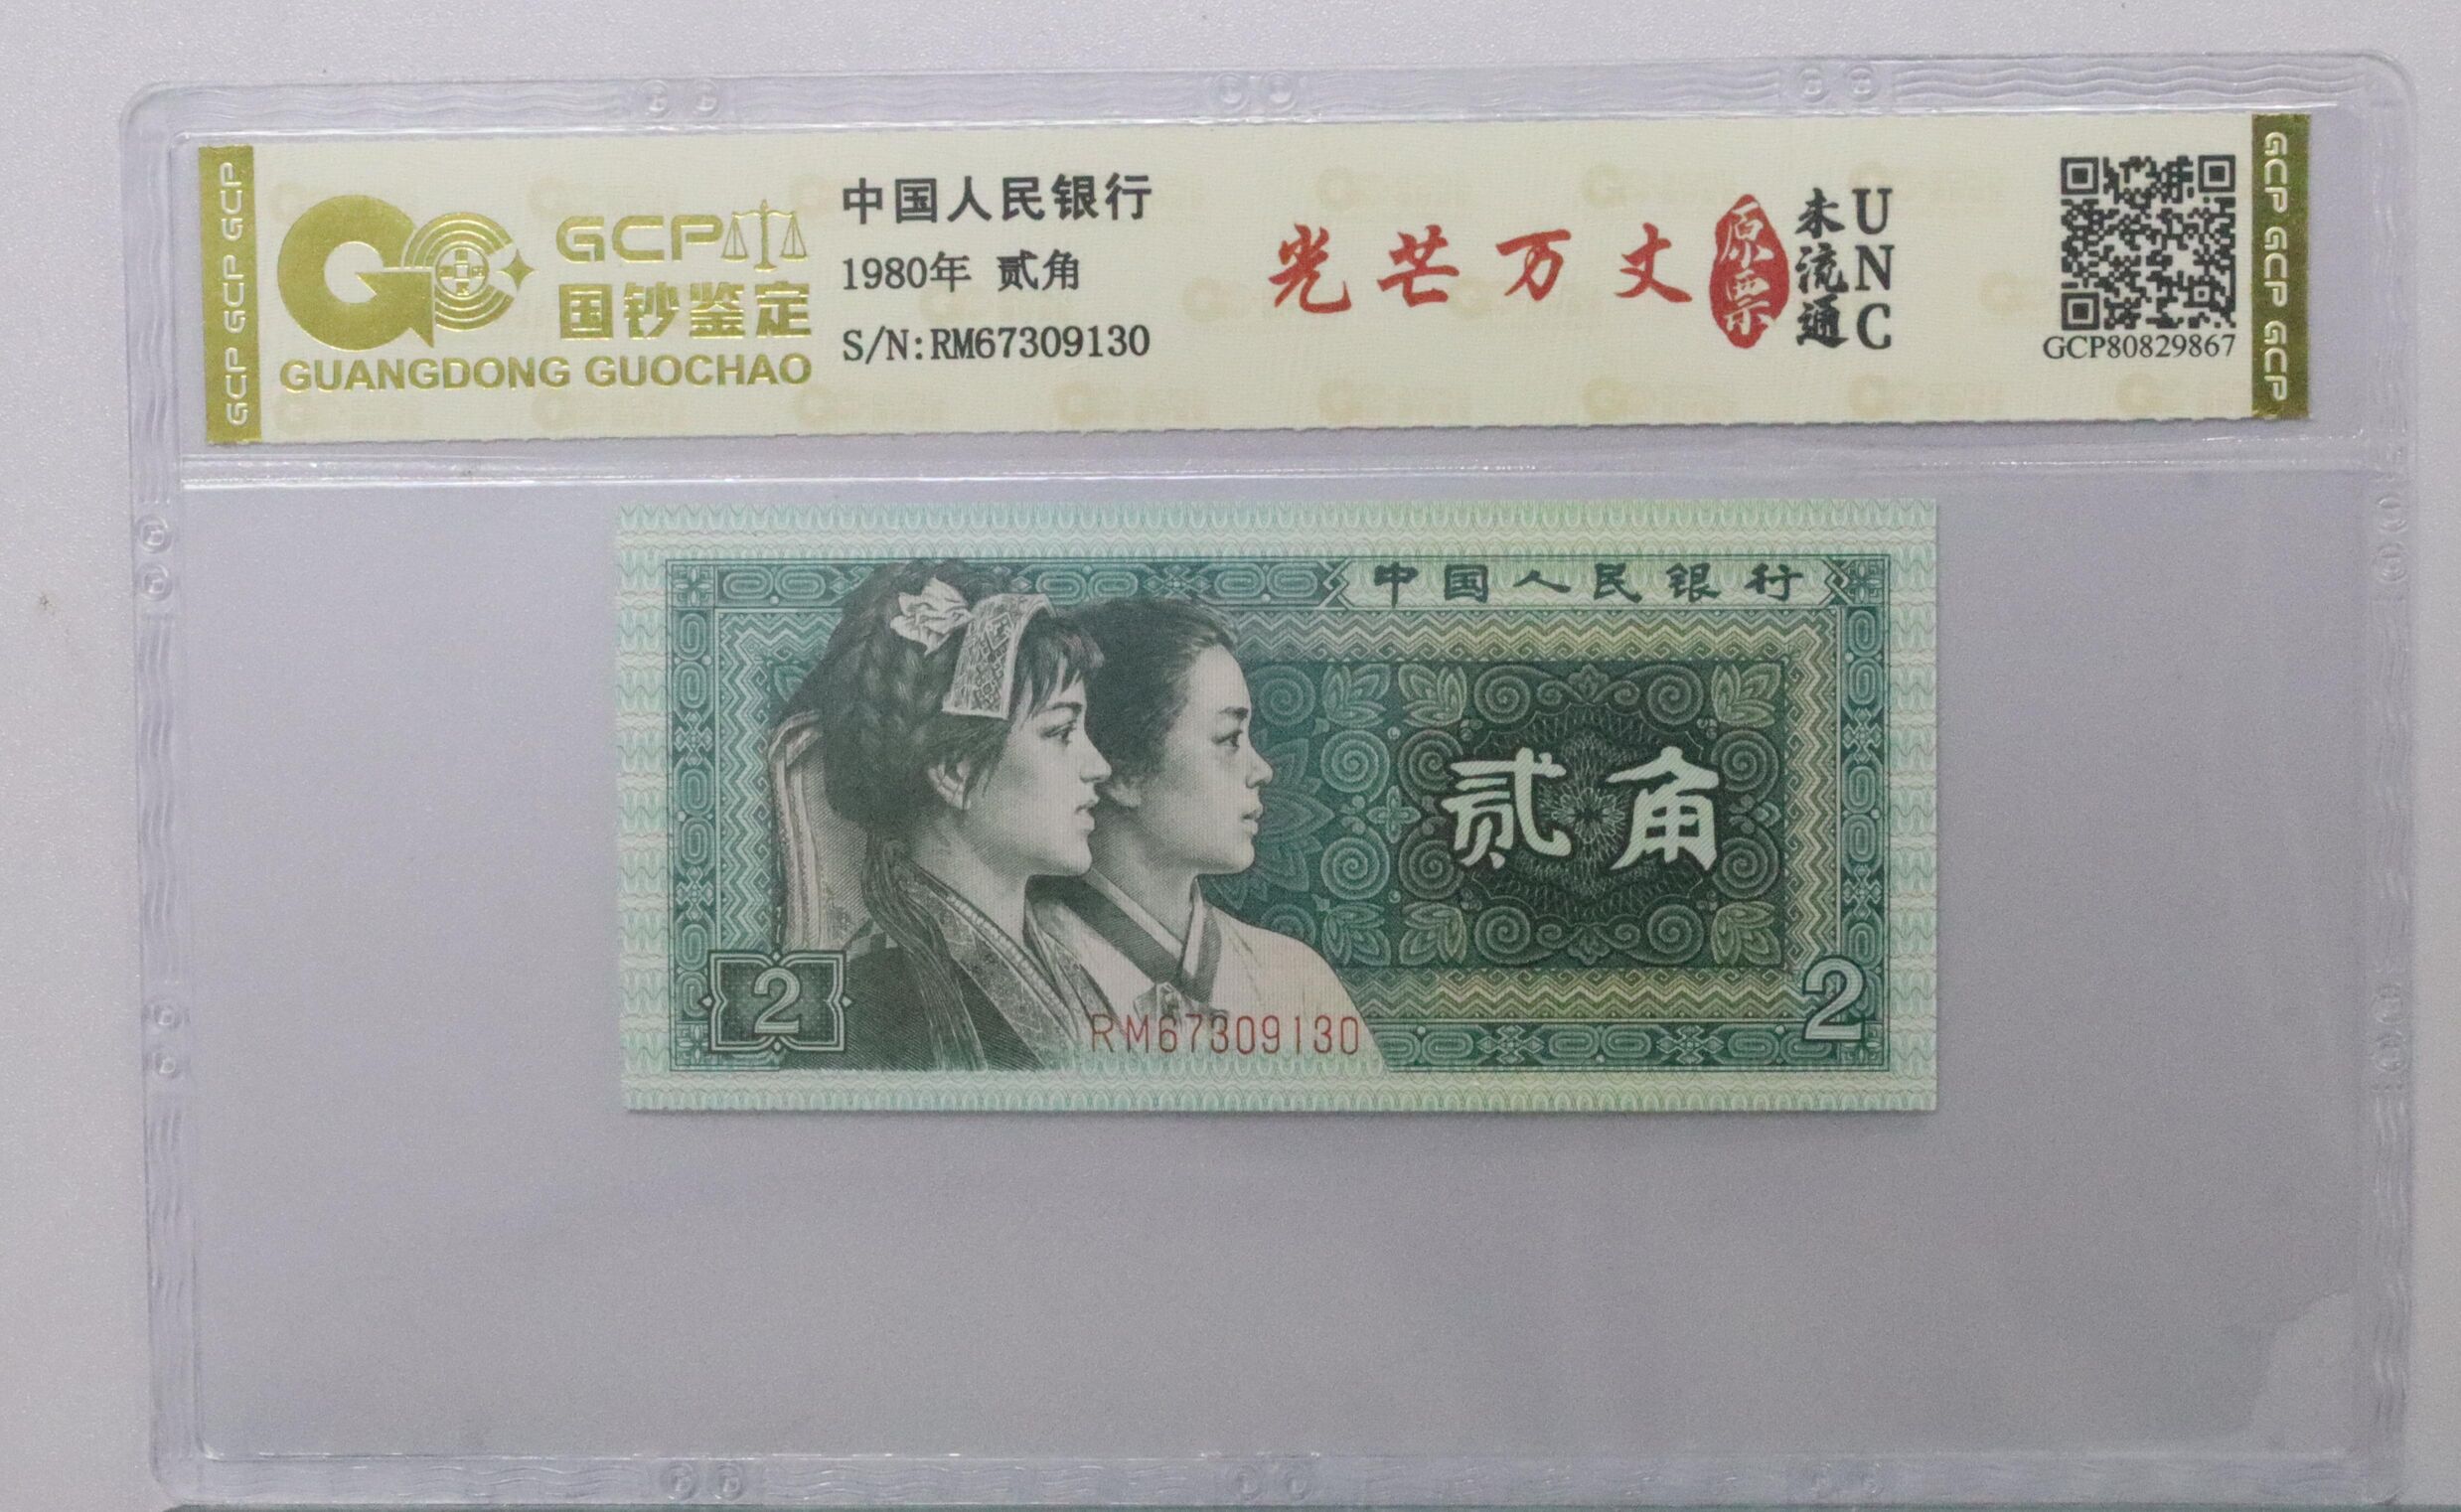 GCP GCP GCP
GCP
国钞鉴定
GUANGDONG GUOCHAO
中国人民银行
1980年 贰角
S/N:RM67309130
光芒万丈
原票
未流通
UNC
GCP80829867
GCP GCP GCP
中国人民银行
贰角
2
RM67309130
2